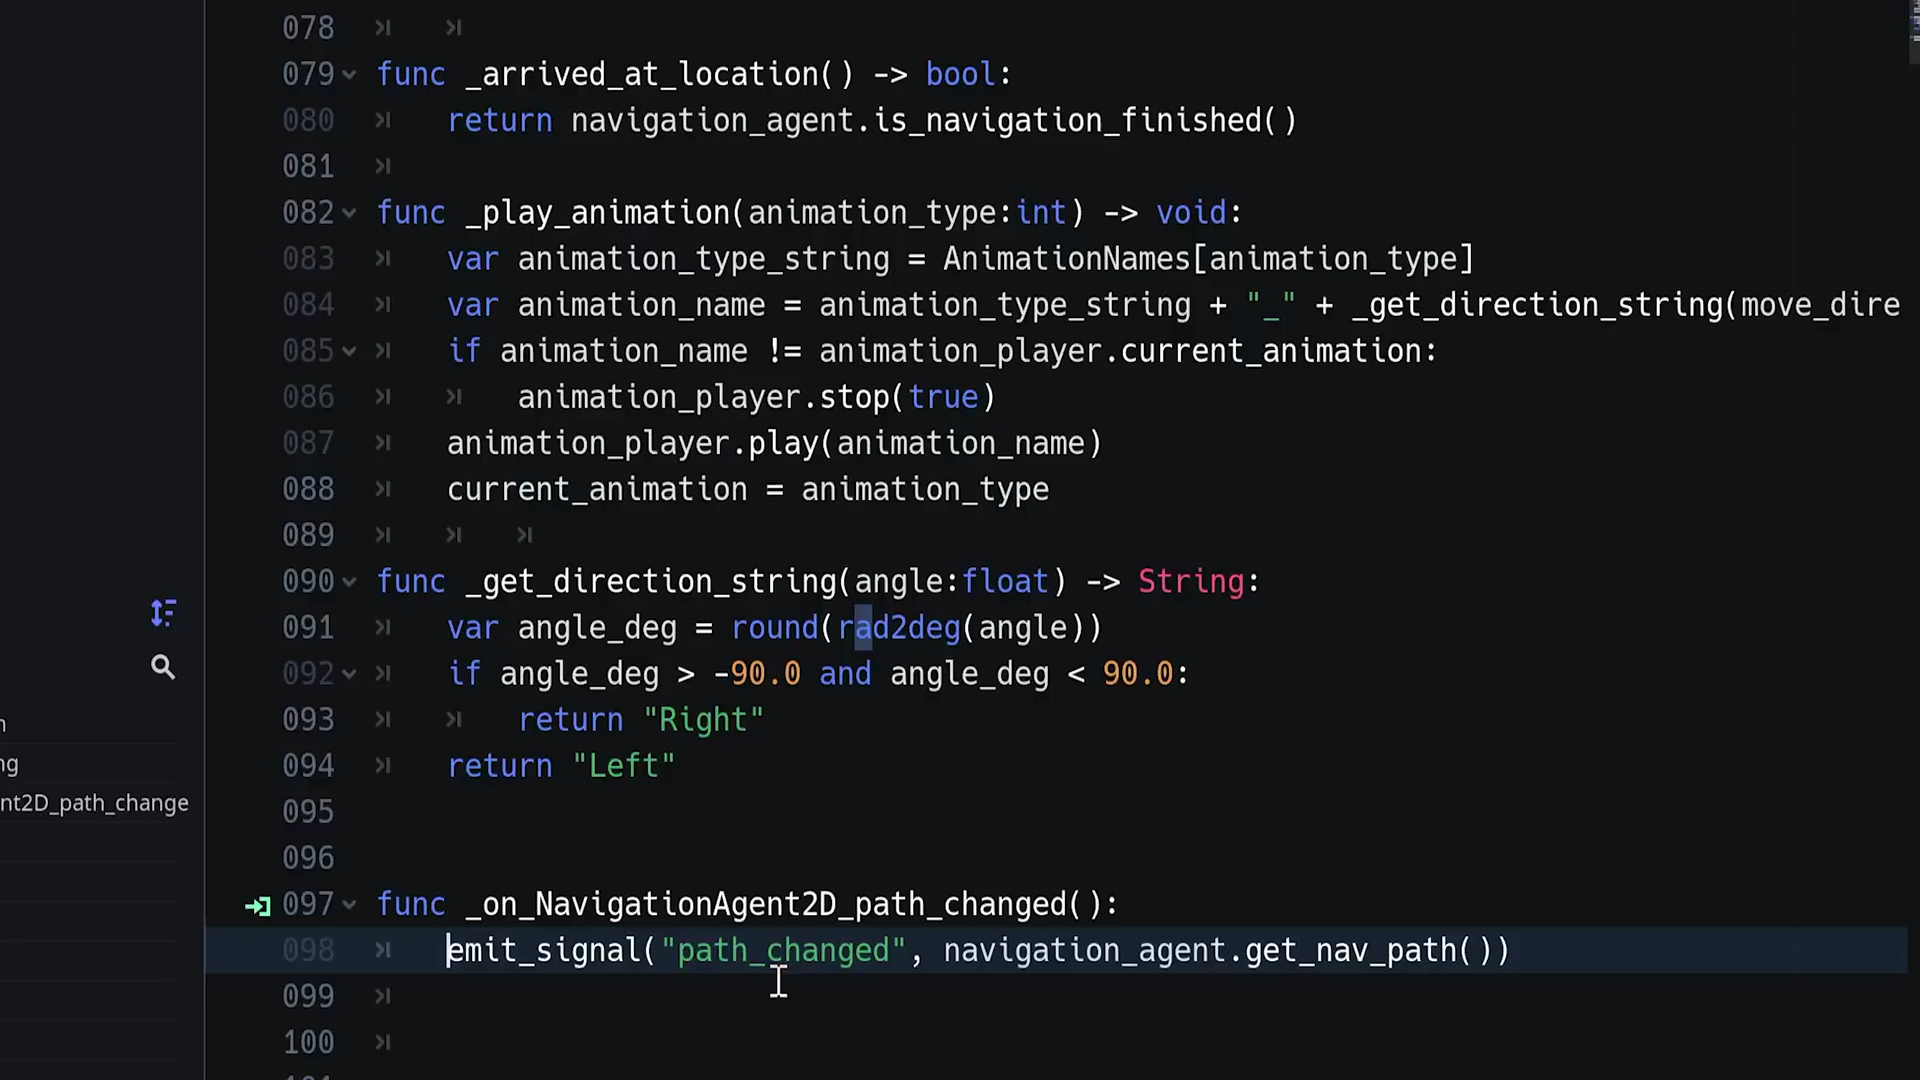 078
079 func _arrived_at_location() -> bool:
080 return navigation_agent.is_navigation_finished()
081
082 func _play_animation(animation_type:int) -> void:
083 var animation_type_string = AnimationNames[animation_type]
084 var animation_name = animation_type_string + "_" + _get_direction_string(move_dire
085 if animation_name != animation_player.current_animation:
086 animation_player.stop(true)
087 animation_player.play(animation_name)
088 current_animation = animation_type
089
090 func _get_direction_string(angle:float) -> String:
091 var angle_deg = round(rad2deg(angle))
092 if angle_deg > -90.0 and angle_deg < 90.0:
093 return "Right"
094 return "Left"
095
096
097 func _on_NavigationAgent2D_path_changed():
098 emit_signal("path_changed", navigation_agent.get_nav_path())
099
100
ng
nt2D_path_change